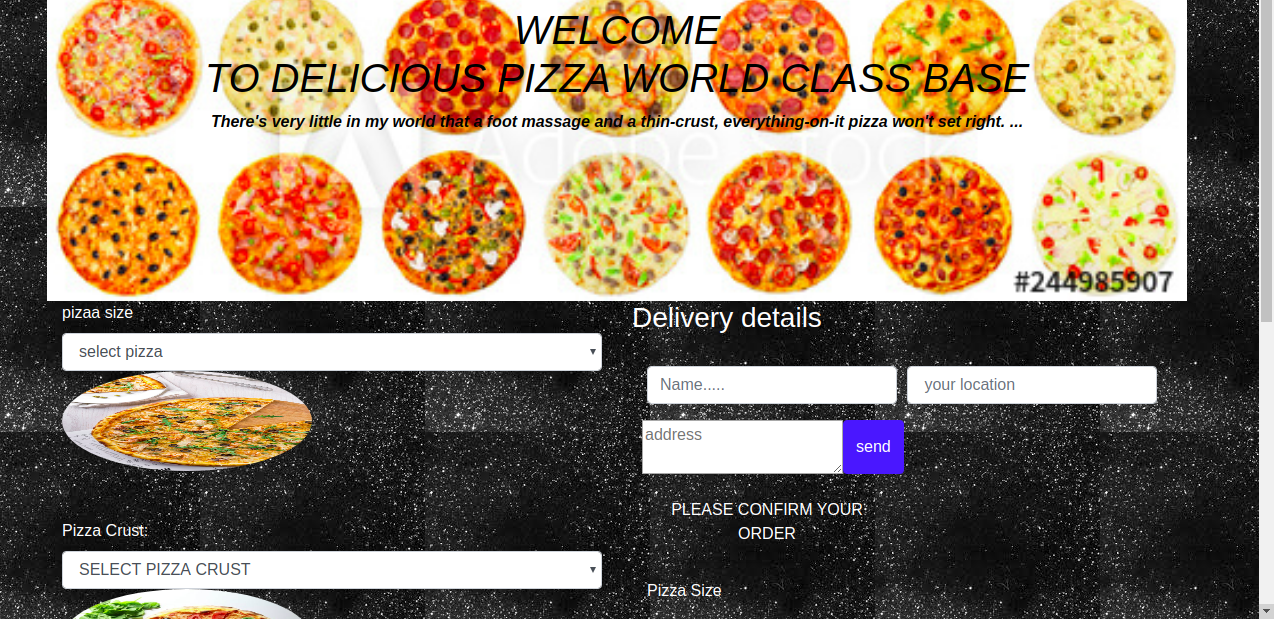 WELCOME
TO DELICIOUS PIZZA WORLD CLASS BASE
There's very little in my world that a foot massage and a thin-crust, everything-on-it pizza won't set right. ...
Adobe Stock
#244985907
pizaa size
select pizza
Pizza Crust:
SELECT PIZZA CRUST
Delivery details
Name.....
your location
address
send
PLEASE CONFIRM YOUR
ORDER
Pizza Size